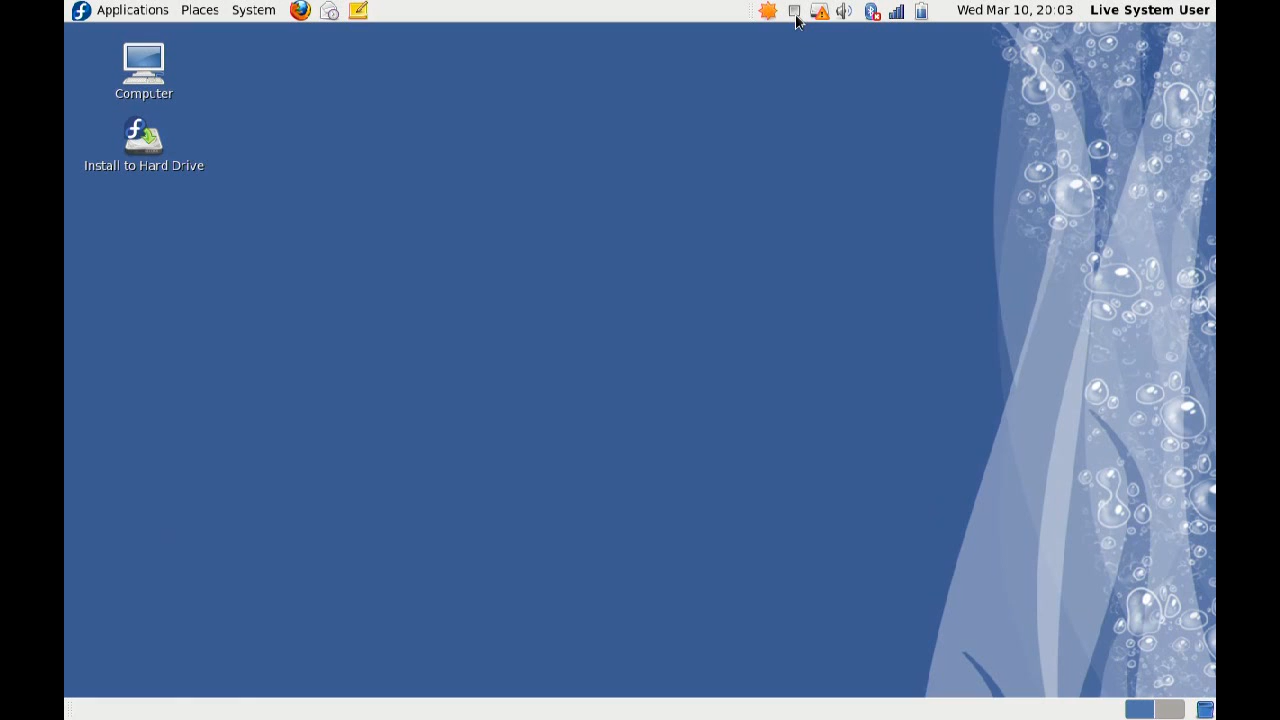 Applications Places System Wed Mar 10, 20:03 Live System User
Computer
Install to Hard Drive